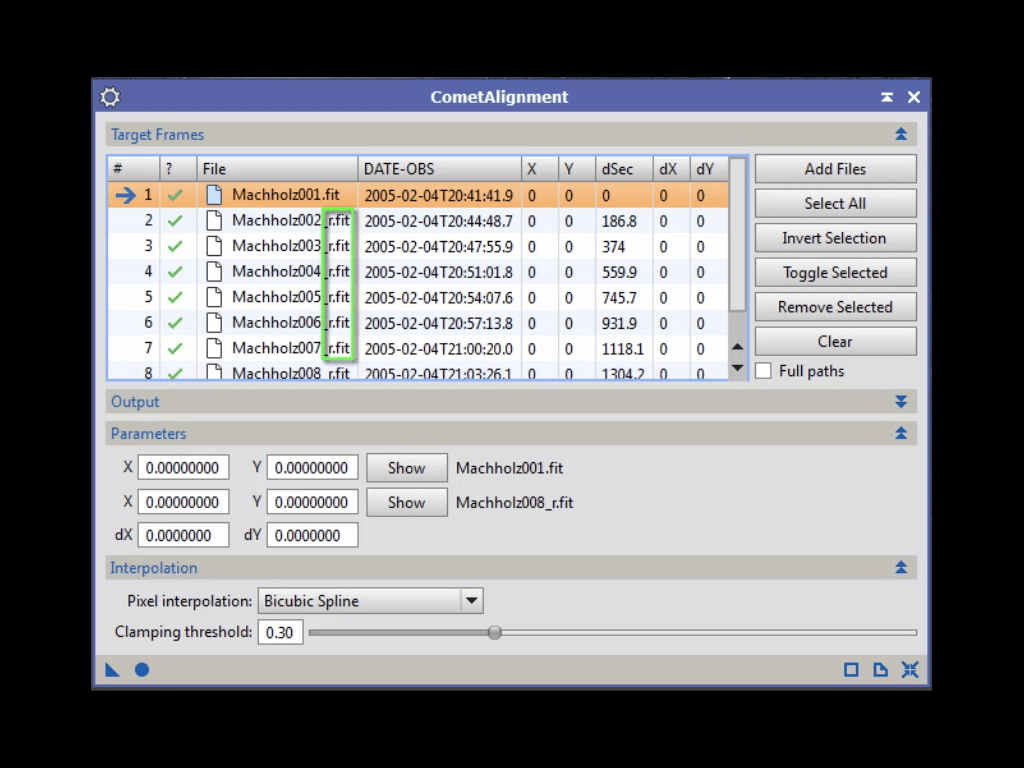 CometAlignment
Target Frames
# ? File DATE-OBS X Y dSec dX dY
1 Machholz001.fit 2005-02-04T20:41:41.9 0 0 0 0 0
2 Machholz002_r.fit 2005-02-04T20:44:48.7 0 0 186.8 0 0
3 Machholz003_r.fit 2005-02-04T20:47:55.9 0 0 374 0 0
4 Machholz004_r.fit 2005-02-04T20:51:01.8 0 0 559.9 0 0
5 Machholz005_r.fit 2005-02-04T20:54:07.6 0 0 745.7 0 0
6 Machholz006_r.fit 2005-02-04T20:57:13.8 0 0 931.9 0 0
7 Machholz007_r.fit 2005-02-04T21:00:20.0 0 0 1118.1 0 0
8 Machholz008_r.fit 2005-02-04T21:03:26.1 0 0 1304.2 0 0
Add Files
Select All
Invert Selection
Toggle Selected
Remove Selected
Clear
Full paths
Output
Parameters
X 0.00000000 Y 0.00000000 Show Machholz001.fit
X 0.00000000 Y 0.00000000 Show Machholz008_r.fit
dX 0.0000000 dY 0.0000000
Interpolation
Pixel interpolation: Bicubic Spline
Clamping threshold: 0.30